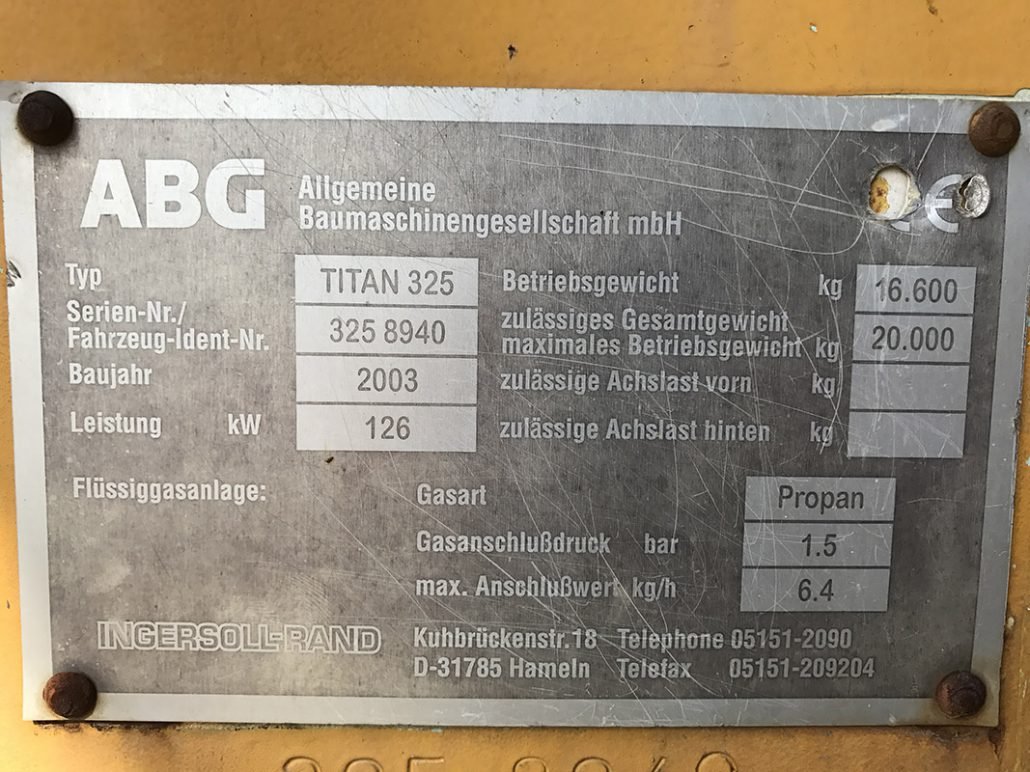 ABG Allgemeine
Baumaschinengesellschaft mbH
CE
Typ TITAN 325
Serien-Nr./
Fahrzeug-Ident-Nr. 325 8940
Baujahr 2003
Leistung kW 126
Betriebsgewicht kg 16.600
zulässiges Gesamtgewicht
maximales Betriebsgewicht kg 20.000
zulässige Achslast vorn kg
zulässige Achslast hinten kg
Flüssiggasanlage: Gasart Propan
Gasanschlußdruck bar 1.5
max. Anschlußwert kg/h 6.4
INGERSOLL-RAND Kuhbrückenstr.18 Telephone 05151-2090
D-31785 Hameln Telefax 05151-209204